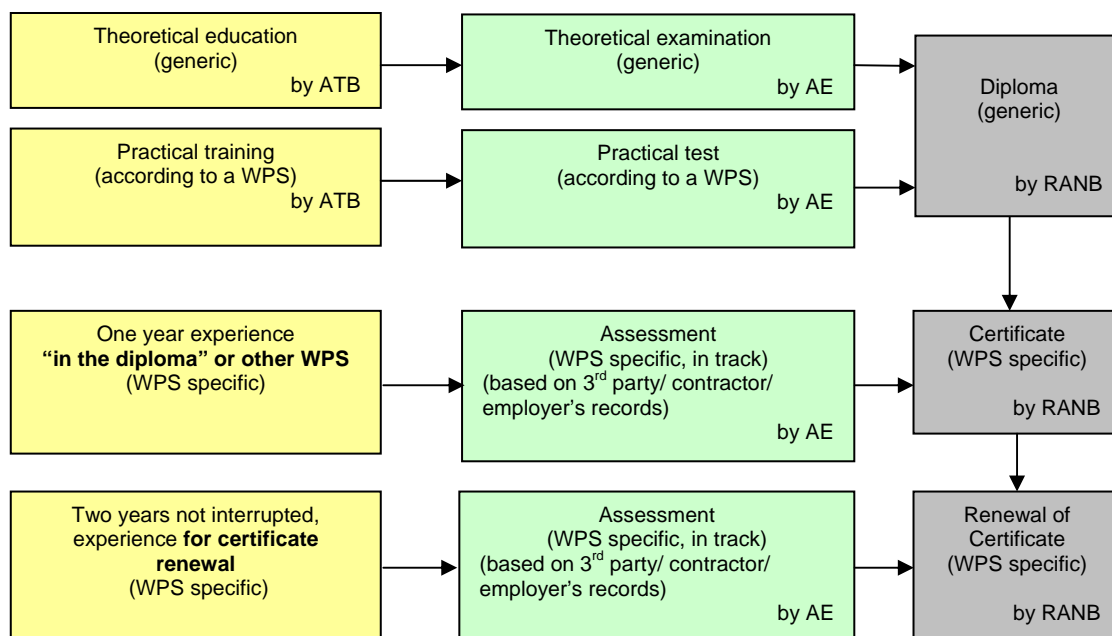 Theoretical education
(generic)
by ATB
Theoretical examination
(generic)
by AE
Diploma
(generic)
by RANB
Practical training
(according to a WPS)
by ATB
Practical test
(according to a WPS)
by AE
One year experience
“in the diploma” or other WPS
(WPS specific)
Assessment
(WPS specific, in track)
(based on 3rd party/ contractor/
employer’s records)
by AE
Certificate
(WPS specific)
by RANB
Two years not interrupted,
experience for certificate
renewal
(WPS specific)
Assessment
(WPS specific, in track)
(based on 3rd party/ contractor/
employer’s records)
by AE
Renewal of
Certificate
(WPS specific)
by RANB